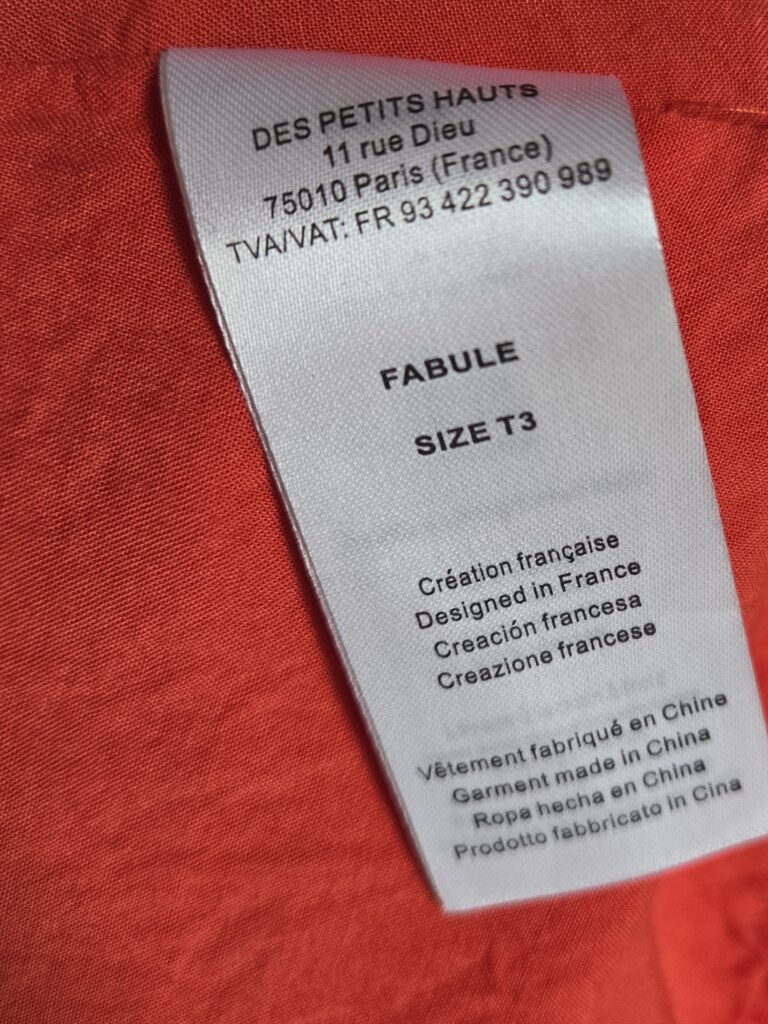 DES PETITS HAUTS
11 rue Dieu
75010 Paris (France)
TVA/VAT: FR 93 422 390 989
FABULE
SIZE T3
Création française
Designed in France
Creación francesa
Creazione francese
Vêtement fabriqué en Chine
Garment made in China
Ropa hecha en China
Prodotto fabbricato in Cina